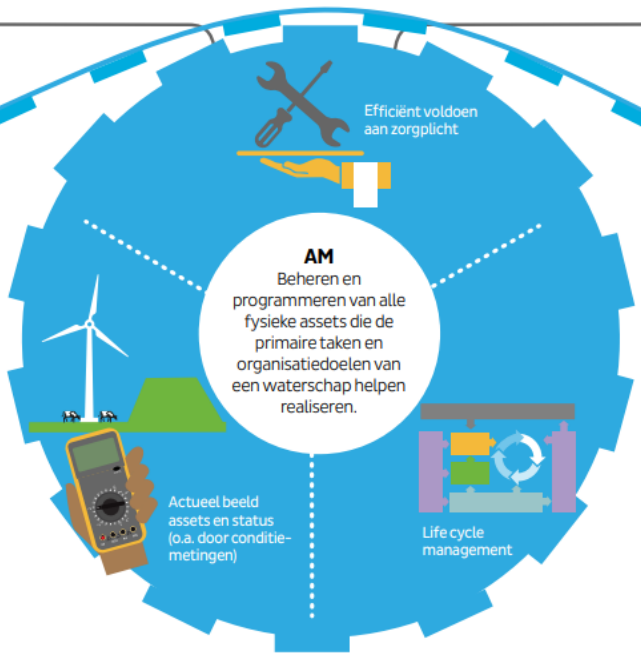 Efficiënt voldoen
aan zorgplicht
AM
Beheren en
programmeren van alle
fysieke assets die de
primaire taken en
organisatiedoelen van
een waterschap helpen
realiseren.
Actueel beeld
assets en status
(o.a. door conditie-
metingen)
Life cycle
management